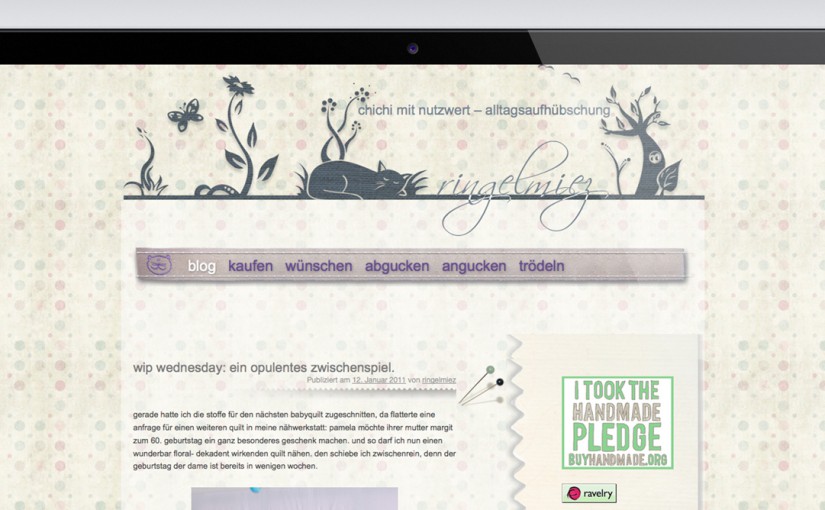 chichi mit nutzwert – alltagsaufhübschung
ringelmiez
blog kaufen wünschen abgucken angucken trödeln
wip wednesday: ein opulentes zwischenspiel.
Publiziert am 12. Januar 2011 von ringelmiez
gerade hatte ich die stoffe für den nächsten babyquilt zugeschnitten, da flatterte eine
anfrage für einen weiteren quilt in meine nähwerkstatt: pamela möchte ihrer mutter margit
zum 60. geburtstag ein ganz besonderes geschenk machen. und so darf ich nun einen
wunderbar floral- dekadent wirkenden quilt nähen. den schiebe ich zwischenrein, denn der
geburtstag der dame ist bereits in wenigen wochen.
I TOOK THE
HANDMADE
PLEDGE
BUYHANDMADE.ORG
ravelry